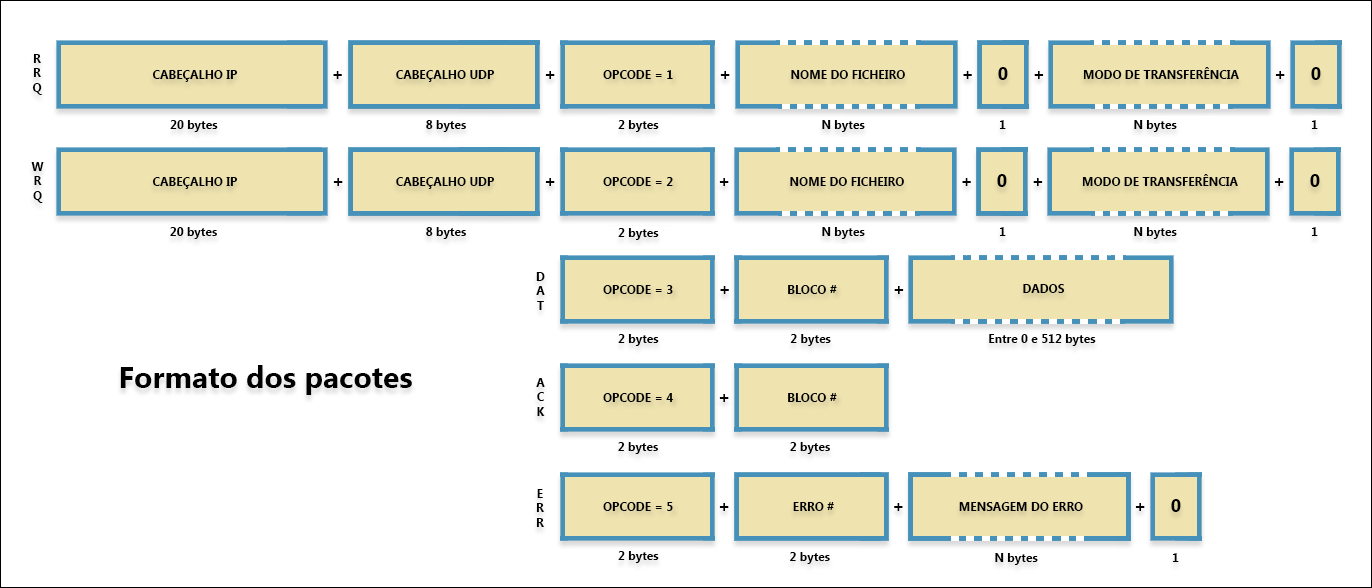 RRQ
CABEÇALHO IP + CABEÇALHO UDP + OPCODE = 1 + NOME DO FICHEIRO + 0 + MODO DE TRANSFERÊNCIA + 0
20 bytes 8 bytes 2 bytes N bytes 1 N bytes 1
WRQ
CABEÇALHO IP + CABEÇALHO UDP + OPCODE = 2 + NOME DO FICHEIRO + 0 + MODO DE TRANSFERÊNCIA + 0
20 bytes 8 bytes 2 bytes N bytes 1 N bytes 1
DAT
OPCODE = 3 + BLOCO # + DADOS
2 bytes 2 bytes Entre 0 e 512 bytes
Formato dos pacotes
ACK
OPCODE = 4 + BLOCO #
2 bytes 2 bytes
ERR
OPCODE = 5 + ERRO # + MENSAGEM DO ERRO + 0
2 bytes 2 bytes N bytes 1